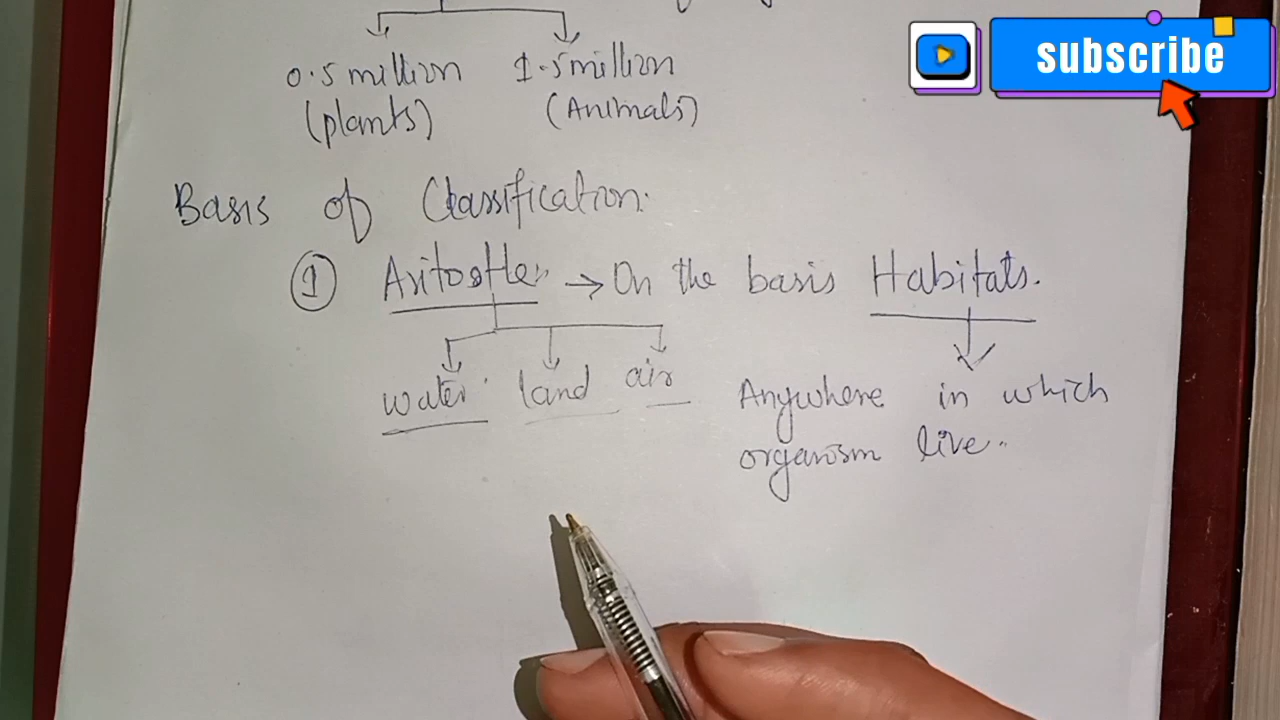 subscribe
0.5 million 1.5 million
(plants) (Animals)
Basis of Classification.
① Aritostle → On the basis Habitats.
water land air
Anywhere in which
organism live.